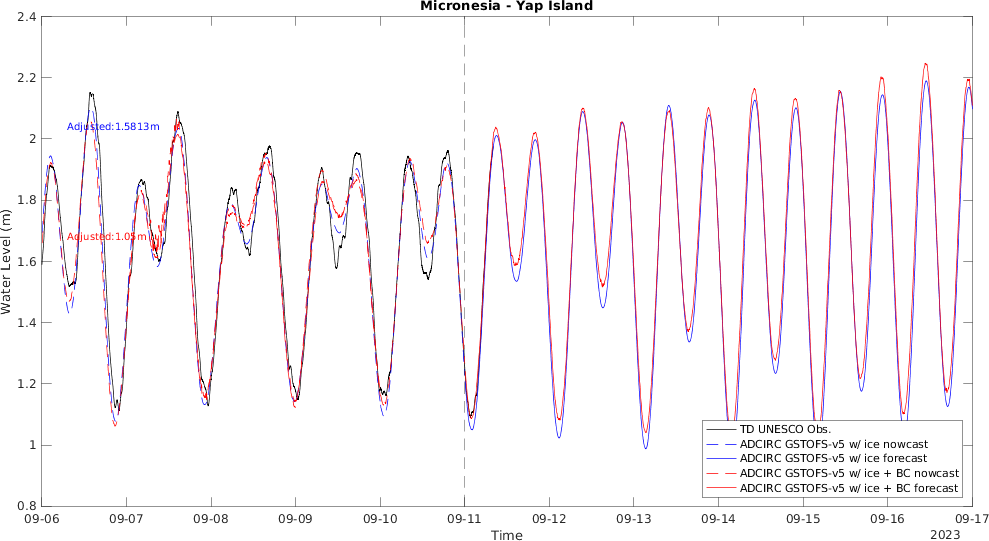 Micronesia - Yap Island
2.4
2.2
2
1.8
1.6
1.4
1.2
1
0.8
Water Level (m)
Adjusted:1.5813m
Adjusted:1.05m
TD UNESCO Obs.
ADCIRC GSTOFS-v5 w/ ice nowcast
ADCIRC GSTOFS-v5 w/ ice forecast
ADCIRC GSTOFS-v5 w/ ice + BC nowcast
ADCIRC GSTOFS-v5 w/ ice + BC forecast
09-06 09-07 09-08 09-09 09-10 09-11 09-12 09-13 09-14 09-15 09-16 09-17
Time
2023